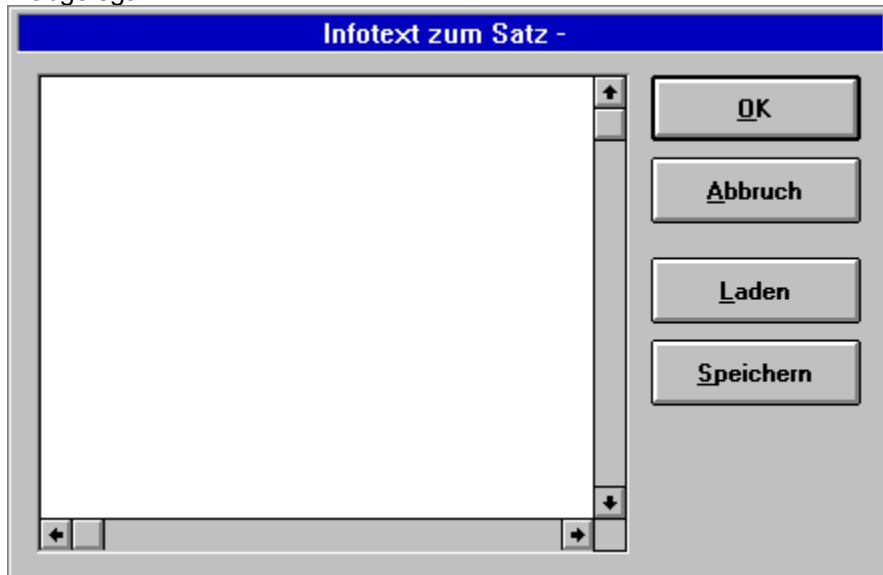 Infotext zum Satz -
OK
Abbruch
Laden
Speichern